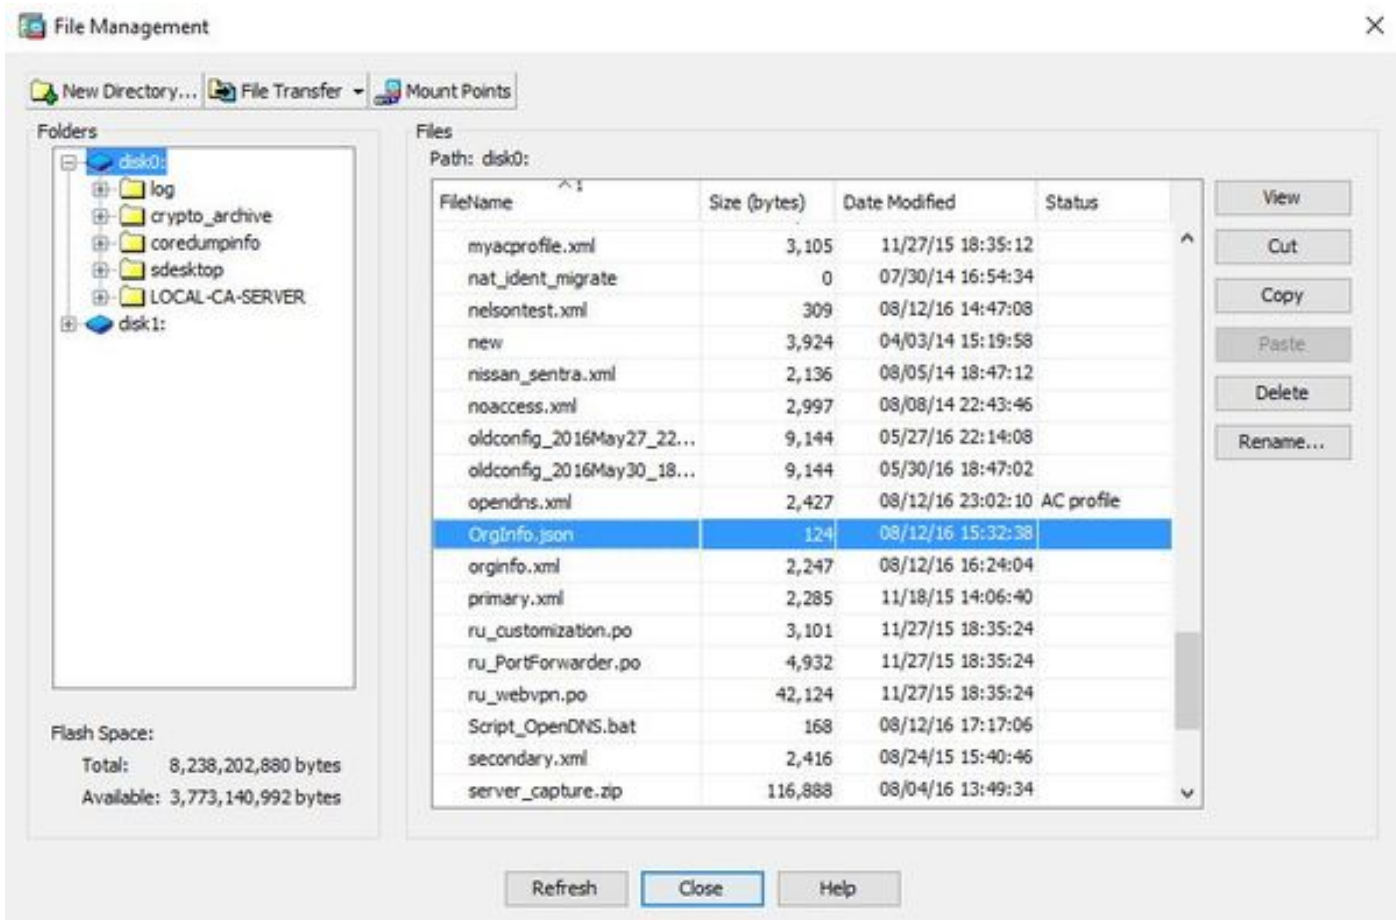 File Management
New Directory... File Transfer Mount Points
Folders
disk0:
log
crypto_archive
coredumpinfo
sdesktop
LOCAL-CA-SERVER
disk1:
Flash Space:
Total: 8,238,202,880 bytes
Available: 3,773,140,992 bytes
Files
Path: disk0:
FileName 1 Size (bytes) Date Modified Status
myacprofile.xml 3,105 11/27/15 18:35:12
nat_ident_migrate 0 07/30/14 16:54:34
nelsontest.xml 309 08/12/16 14:47:08
new 3,924 04/03/14 15:19:58
nissan_sentra.xml 2,136 08/05/14 18:47:12
noaccess.xml 2,997 08/08/14 22:43:46
oldconfig_2016May27_22... 9,144 05/27/16 22:14:08
oldconfig_2016May30_18... 9,144 05/30/16 18:47:02
opendns.xml 2,427 08/12/16 23:02:10 AC profile
OrgInfo.json 124 08/12/16 15:32:38
orginfo.xml 2,247 08/12/16 16:24:04
primary.xml 2,285 11/18/15 14:06:40
ru_customization.po 3,101 11/27/15 18:35:24
ru_PortForwarder.po 4,932 11/27/15 18:35:24
ru_webvpn.po 42,124 11/27/15 18:35:24
Script_OpenDNS.bat 168 08/12/16 17:17:06
secondary.xml 2,416 08/24/15 15:40:46
server_capture.zip 116,888 08/04/16 13:49:34
View
Cut
Copy
Paste
Delete
Rename...
Refresh Close Help